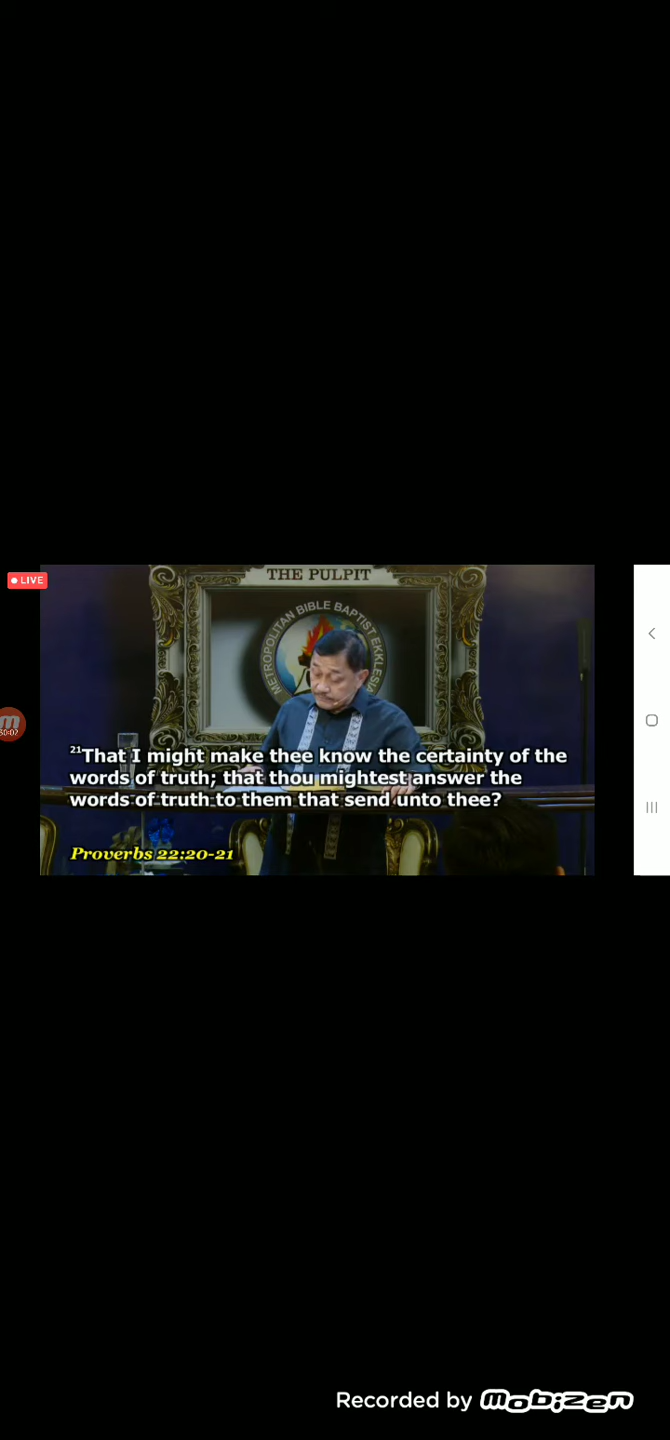 THE PULPIT
LIVE
METROPOLITAN BIBLE BAPTIST EKKLESIA
00:02
²¹That I might make thee know the certainty of the
words of truth; that thou mightest answer the
words of truth to them that send unto thee?
Proverbs 22:20-21
Recorded by mobizen